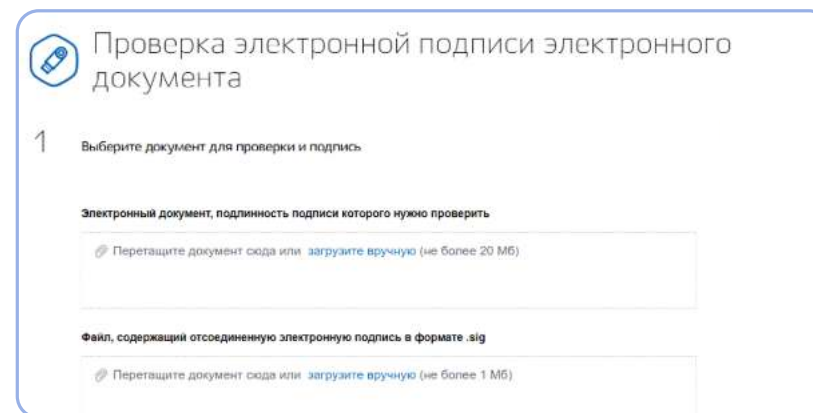 Проверка электронной подписи электронного
документа
1
Выберите документ для проверки и подпись
Электронный документ, подлинность подписи которого нужно проверить
Перетащите документ сюда или загрузите вручную (не более 20 Мб)
Файл, содержащий отсоединенную электронную подпись в формате .sig
Перетащите документ сюда или загрузите вручную (не более 1 Мб)